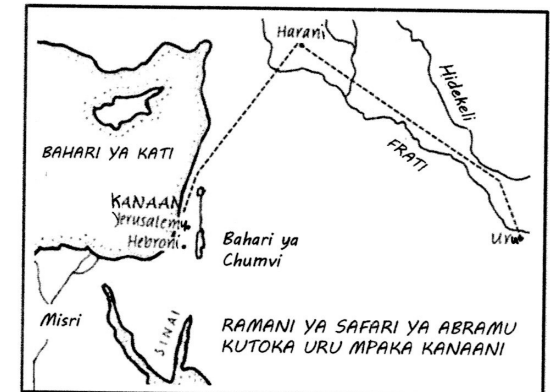 Harani
Hidekeli
FRATI
BAHARI YA KATI
KANAAN
Yerusalemu
Hebroni
Bahari ya
Chumvi
Uru
Misri
SINAI
RAMANI YA SAFARI YA ABRAMU
KUTOKA URU MPAKA KANAANI